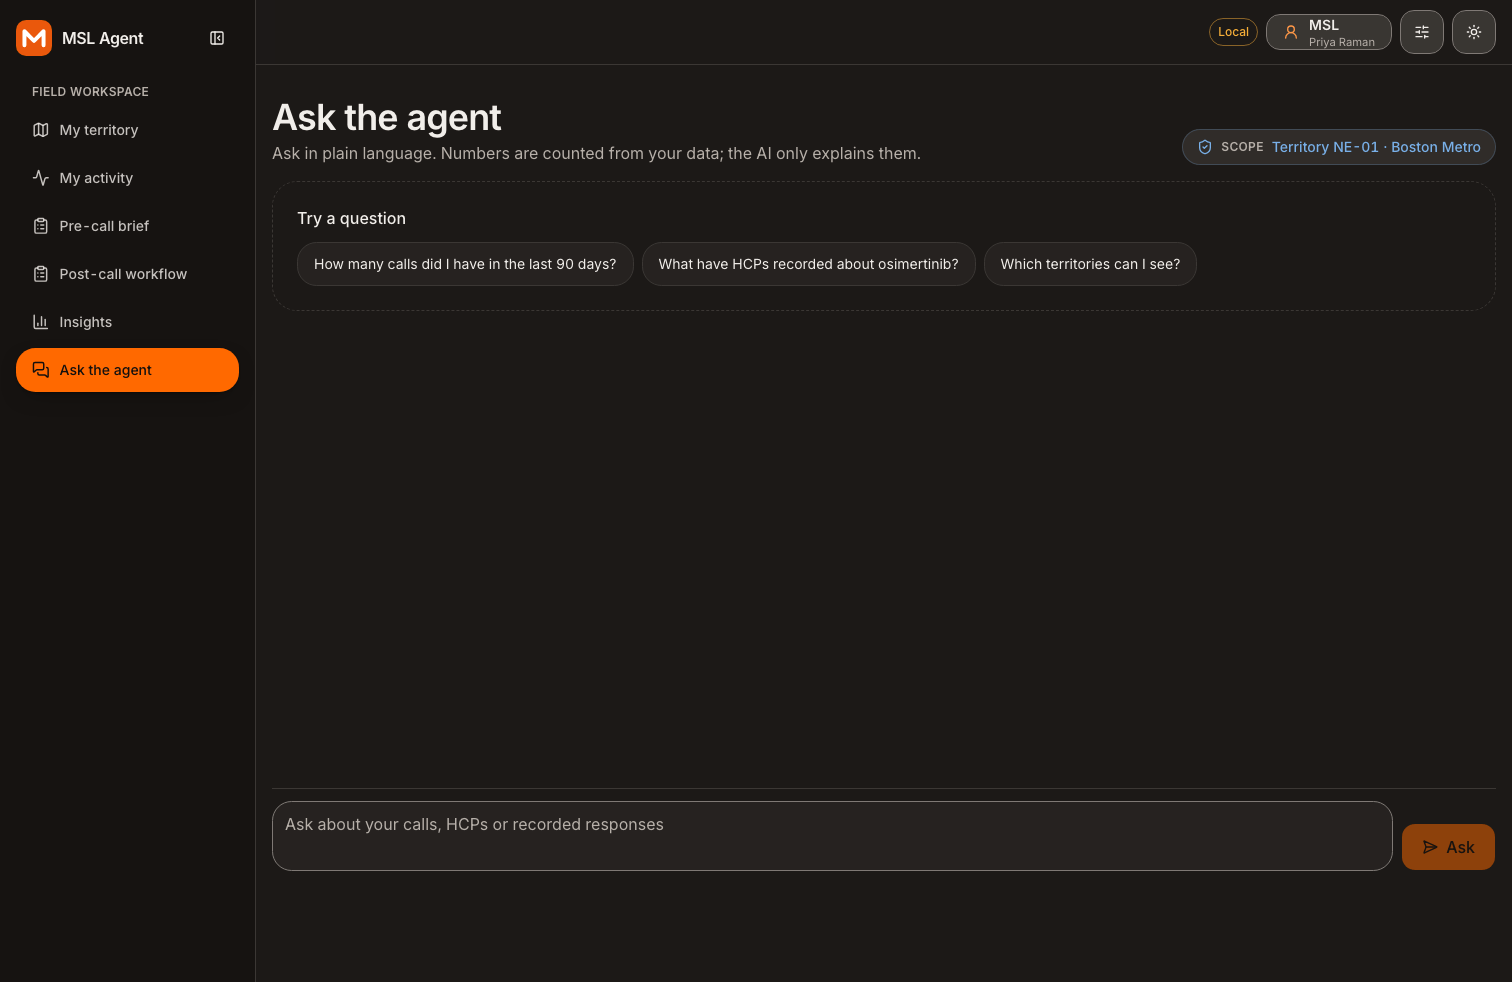 MSL Agent
FIELD WORKSPACE
My territory
My activity
Pre-call brief
Post-call workflow
Insights
Ask the agent
Local
MSL
Priya Raman
Ask the agent
Ask in plain language. Numbers are counted from your data; the AI only explains them.
SCOPE Territory NE-01 · Boston Metro
Try a question
How many calls did I have in the last 90 days?
What have HCPs recorded about osimertinib?
Which territories can I see?
Ask about your calls, HCPs or recorded responses
Ask